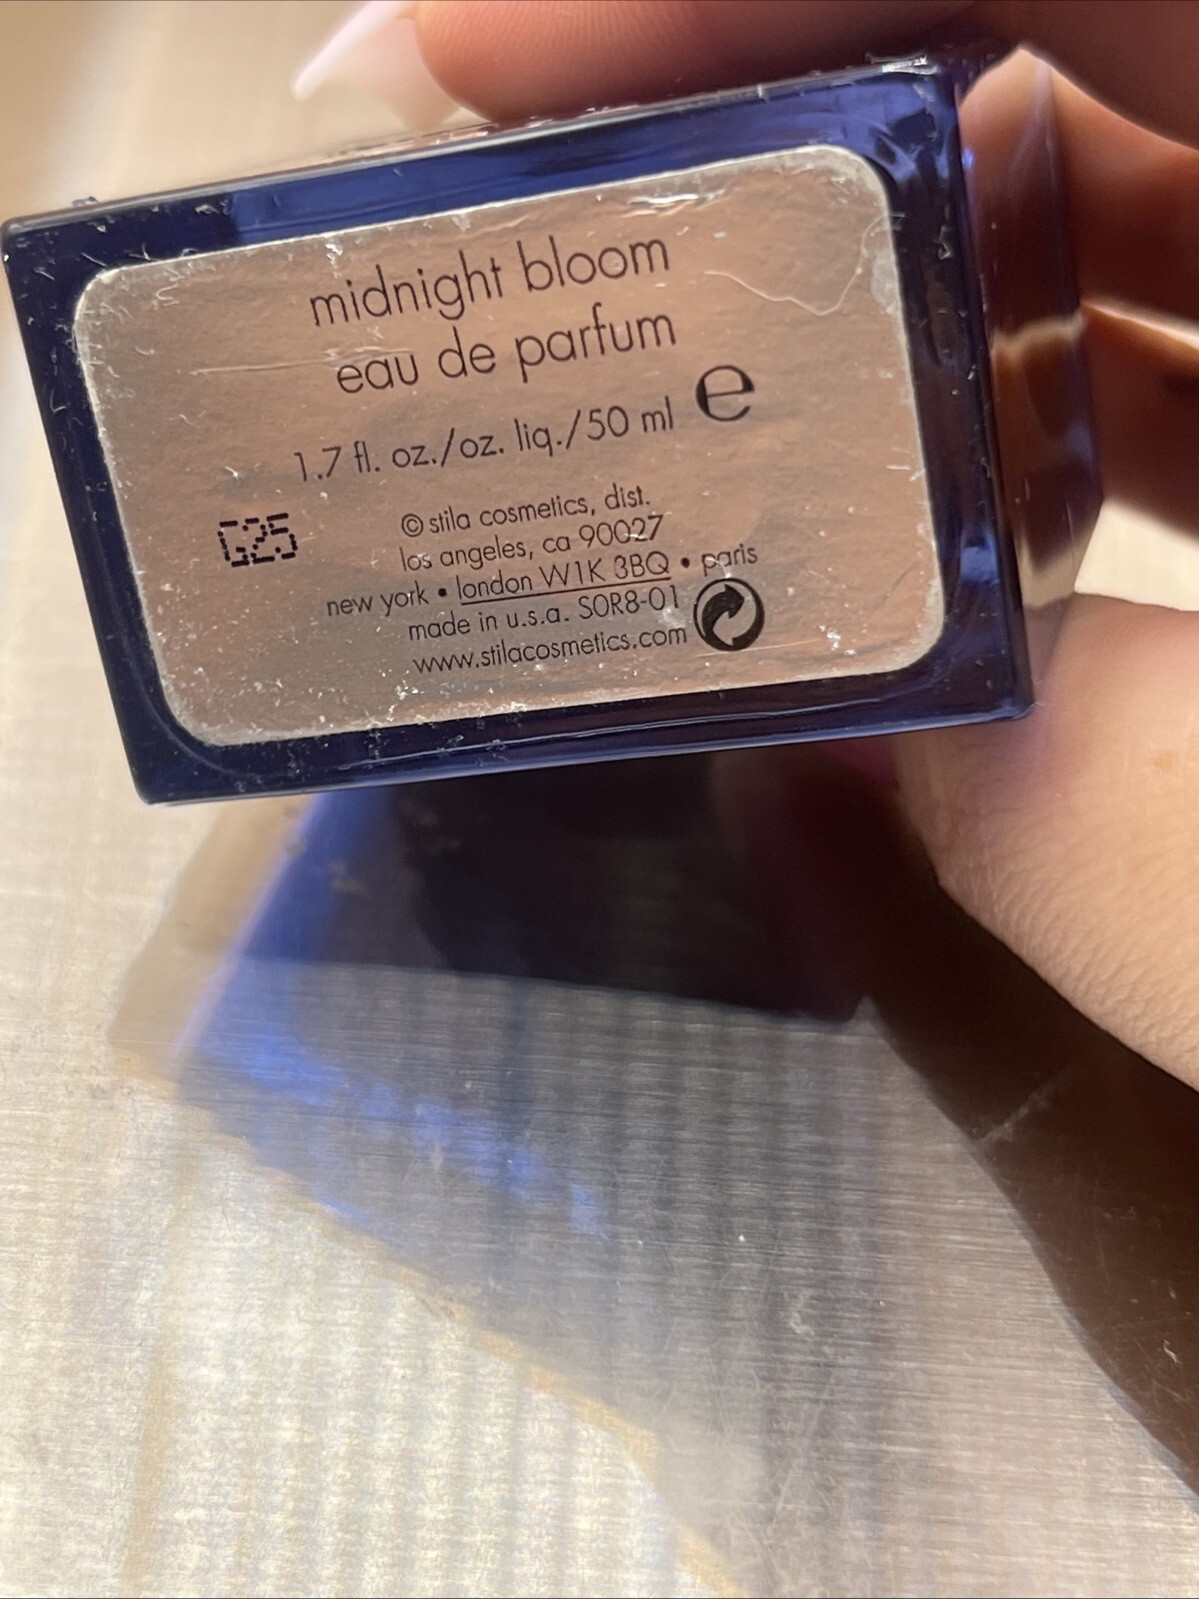 midnight bloom
eau de parfum
1.7 fl. oz./oz. liq./50 ml e
G25
© stila cosmetics, dist.
los angeles, ca 90027
new york • london W1K 3BQ • paris
made in u.s.a. SOR8-01
www.stilacosmetics.com